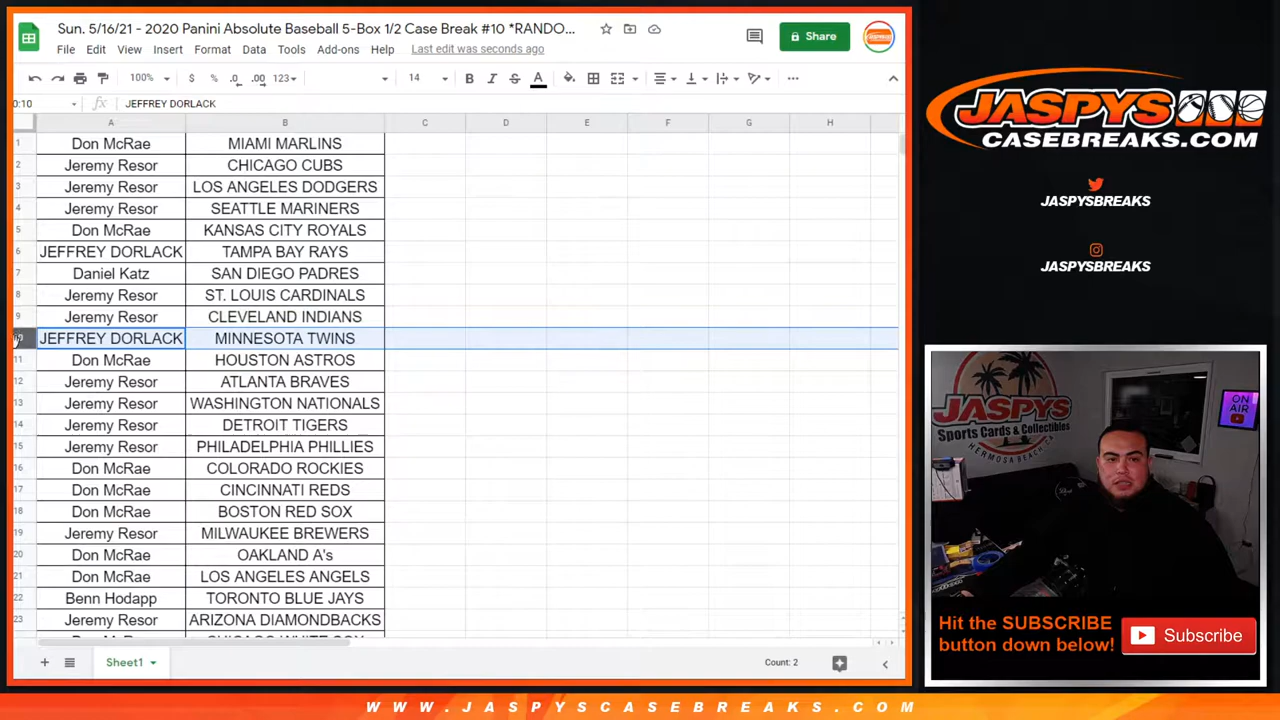 Sun. 5/16/21 - 2020 Panini Absolute Baseball 5-Box 1/2 Case Break #10 *RANDO...
Share
File Edit View Insert Format Data Tools Add-ons Help Last edit was seconds ago
100% $ % .0 .00 123 14 B I S A
0:10 fx JEFFREY DORLACK
A B C D E F G H
1 Don McRae MIAMI MARLINS
2 Jeremy Resor CHICAGO CUBS
3 Jeremy Resor LOS ANGELES DODGERS
4 Jeremy Resor SEATTLE MARINERS
5 Don McRae KANSAS CITY ROYALS
6 JEFFREY DORLACK TAMPA BAY RAYS
7 Daniel Katz SAN DIEGO PADRES
8 Jeremy Resor ST. LOUIS CARDINALS
9 Jeremy Resor CLEVELAND INDIANS
JEFFREY DORLACK MINNESOTA TWINS
11 Don McRae HOUSTON ASTROS
12 Jeremy Resor ATLANTA BRAVES
13 Jeremy Resor WASHINGTON NATIONALS
14 Jeremy Resor DETROIT TIGERS
15 Jeremy Resor PHILADELPHIA PHILLIES
16 Don McRae COLORADO ROCKIES
17 Don McRae CINCINNATI REDS
18 Don McRae BOSTON RED SOX
19 Jeremy Resor MILWAUKEE BREWERS
20 Don McRae OAKLAND A's
21 Don McRae LOS ANGELES ANGELS
22 Benn Hodapp TORONTO BLUE JAYS
23 Jeremy Resor ARIZONA DIAMONDBACKS
Sheet1
Count: 2
JASPYS
CASEBREAKS.COM
JASPYSBREAKS
JASPYSBREAKS
JASPYS
Sports Cards & Collectibles
HERMOSA BEACH, CA
ON
AIR
Hit the SUBSCRIBE
button down below!
Subscribe
WWW.JASPYSCASEBREAKS.COM